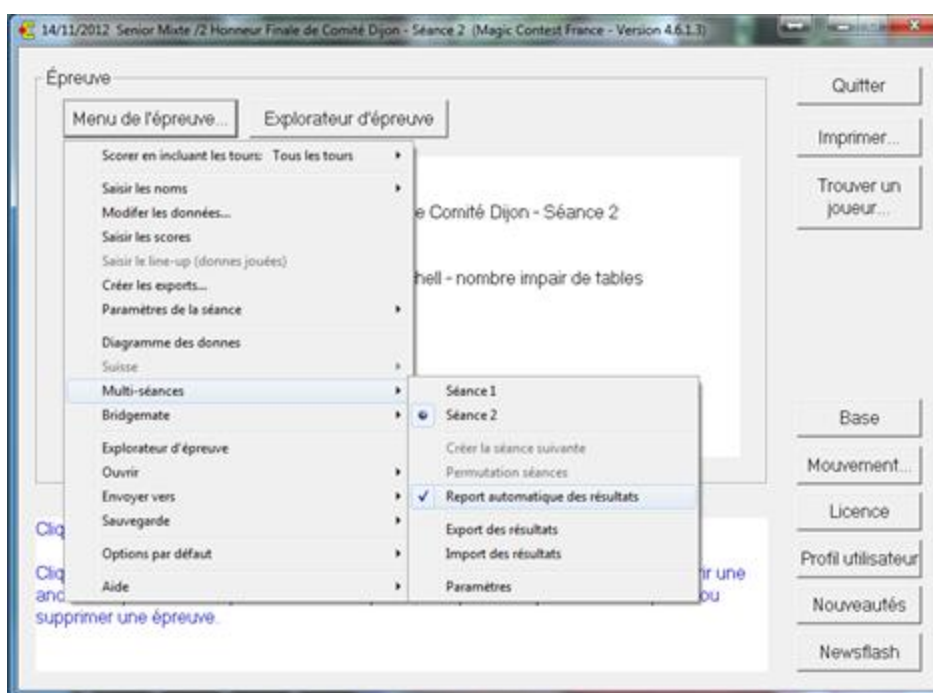 14/11/2012 Senior Mixte /2 Honneur Finale de Comité Dijon - Séance 2 (Magic Contest France - Version 4.6.1.3)
Épreuve
Menu de l'épreuve...
Explorateur d'épreuve
Scorer en incluant les tours: Tous les tours
Saisir les noms
Modifer les données...
Saisir les scores
Saisir le line-up (donnes jouées)
Créer les exports...
Paramètres de la séance
Diagramme des donnes
Suisse
Multi-séances
Bridgemate
Explorateur d'épreuve
Ouvrir
Envoyer vers
Sauvegarde
Options par défaut
Aide
Séance 1
Séance 2
Créer la séance suivante
Permutation séances
Report automatique des résultats
Export des résultats
Import des résultats
Paramètres
e Comité Dijon - Séance 2
hell - nombre impair de tables
Cliq
Cliq
ir une
anc
ou
supprimer une épreuve.
Quitter
Imprimer...
Trouver un
joueur...
Base
Mouvement...
Licence
Profil utilisateur
Nouveautés
Newsflash